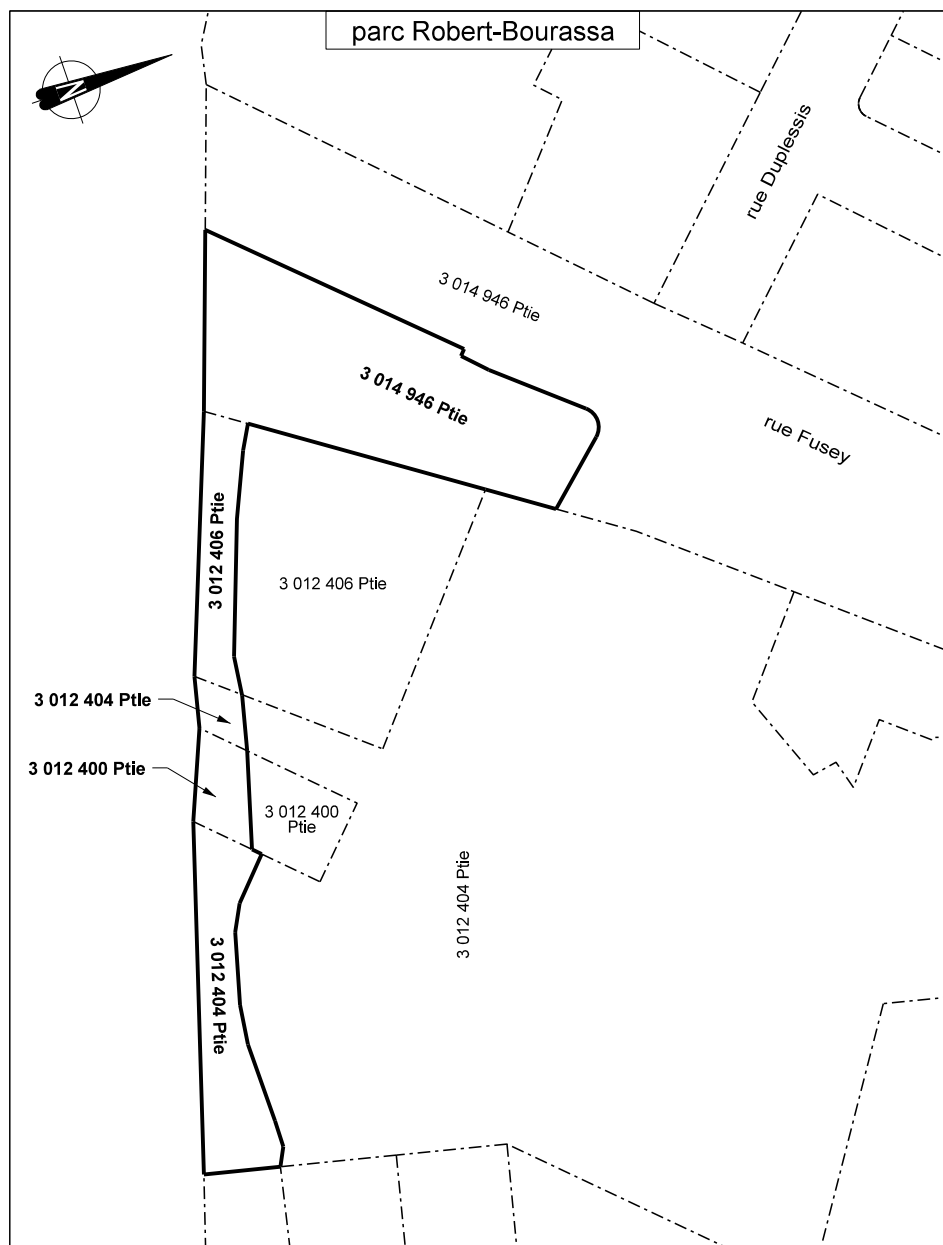 parc Robert-Bourassa
N
rue Duplessis
3 014 946 Ptie
3 014 946 Ptie
rue Fusey
3 012 406 Ptie
3 012 406 Ptie
3 012 404 Ptie
3 012 400 Ptie
3 012 400
Ptie
3 012 404 Ptie
3 012 404 Ptie